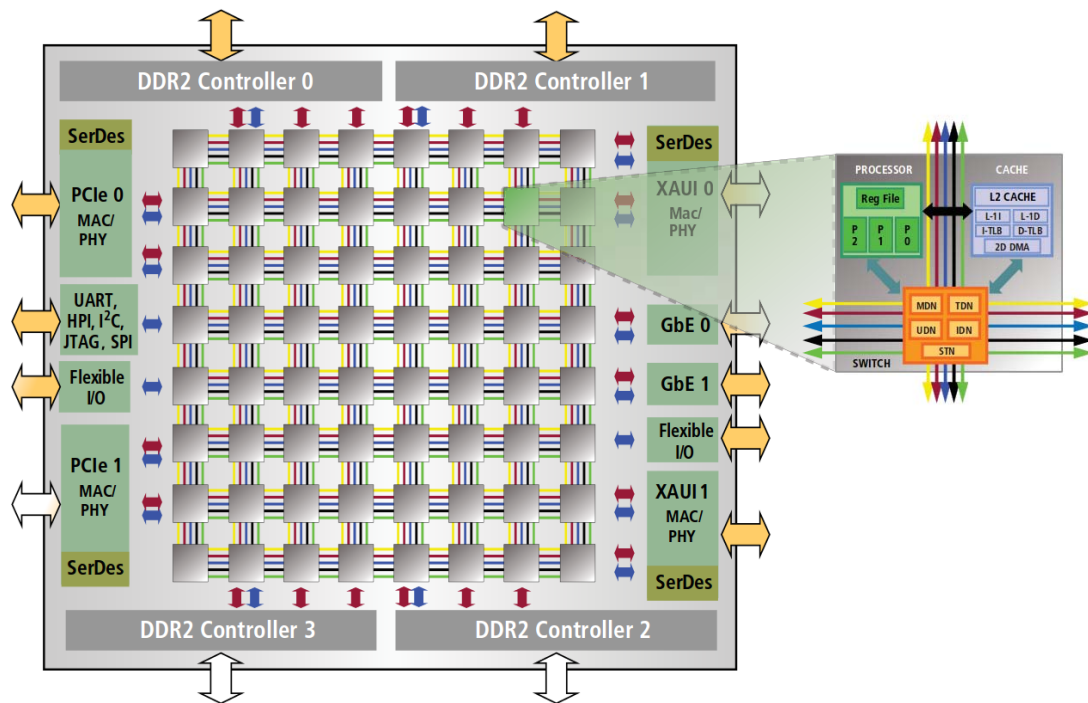 DDR2 Controller 0
DDR2 Controller 1
SerDes
PCIe 0
MAC/
PHY
UART,
HPI, I²C,
JTAG, SPI
Flexible
I/O
PCIe 1
MAC/
PHY
SerDes
SerDes
XAUI 0
Mac/
PHY
GbE 0
GbE 1
Flexible
I/O
XAUI 1
MAC/
PHY
SerDes
DDR2 Controller 3
DDR2 Controller 2
PROCESSOR
CACHE
Reg File
P
2
P
1
P
0
L2 CACHE
L-1I
L-1D
I-TLB
D-TLB
2D DMA
MDN
TDN
UDN
IDN
STN
SWITCH